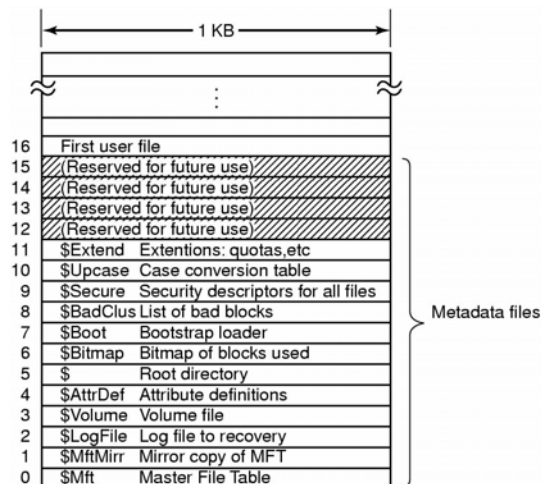 1 KB
⋮
16 First user file
15 (Reserved for future use)
14 (Reserved for future use)
13 (Reserved for future use)
12 (Reserved for future use)
11 $Extend Extentions: quotas,etc
10 $Upcase Case conversion table
9 $Secure Security descriptors for all files
8 $BadClus List of bad blocks
7 $Boot Bootstrap loader
6 $Bitmap Bitmap of blocks used
5 $ Root directory
4 $AttrDef Attribute definitions
3 $Volume Volume file
2 $LogFile Log file to recovery
1 $MftMirr Mirror copy of MFT
0 $Mft Master File Table
Metadata files